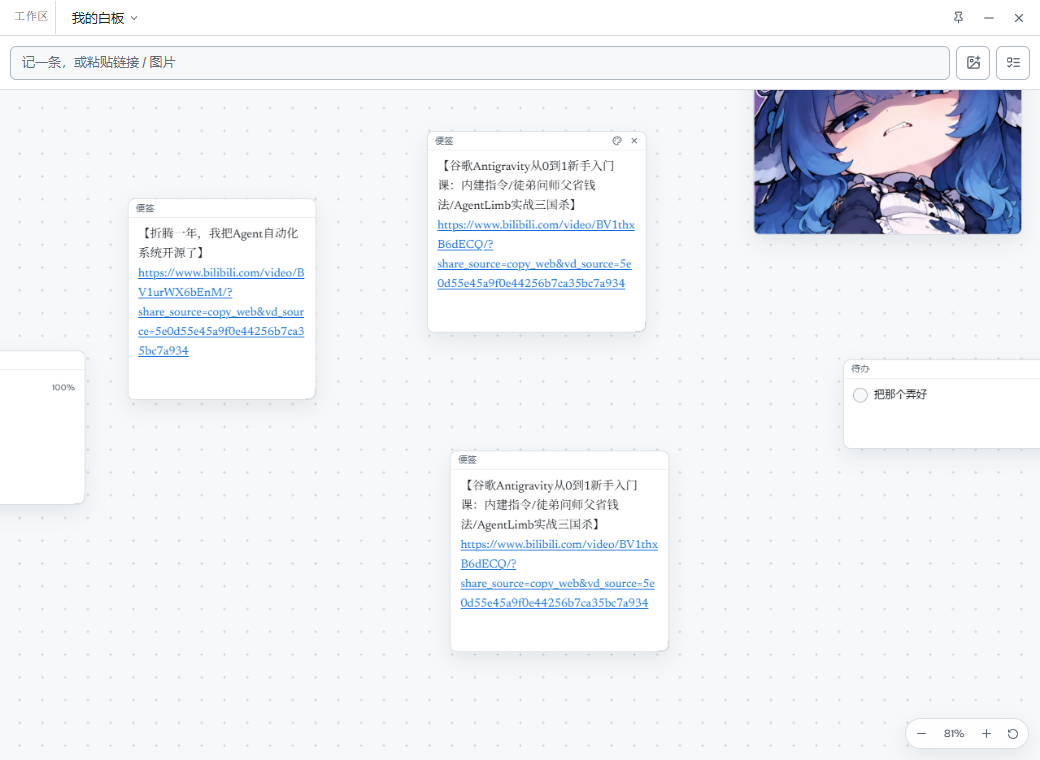 工作区
我的白板
记一条，或粘贴链接 / 图片
便签
【谷歌Antigravity从0到1新手入门
课：内建指令/徒弟问师父省钱
法/AgentLimb实战三国杀】
https://www.bilibili.com/video/BV1thx
B6dECQ/?
share_source=copy_web&vd_source=5e
0d55e45a9f0e44256b7ca35bc7a934
便签
【折腾一年，我把Agent自动化
系统开源了】
https://www.bilibili.com/video/B
V1urWX6bEnM/?
share_source=copy_web&vd_sour
ce=5e0d55e45a9f0e44256b7ca3
5bc7a934
100%
待办
把那个弄好
便签
【谷歌Antigravity从0到1新手入门
课：内建指令/徒弟问师父省钱
法/AgentLimb实战三国杀】
https://www.bilibili.com/video/BV1thx
B6dECQ/?
share_source=copy_web&vd_source=5e
0d55e45a9f0e44256b7ca35bc7a934
81%